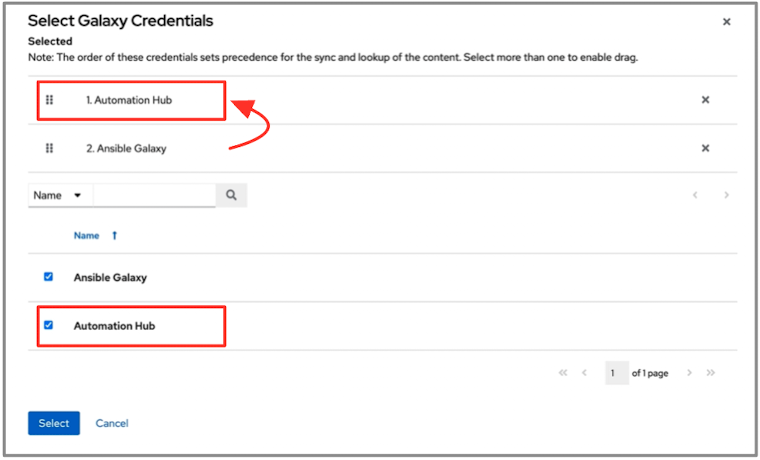 Select Galaxy Credentials
Selected
Note: The order of these credentials sets precedence for the sync and lookup of the content. Select more than one to enable drag.
1. Automation Hub
2. Ansible Galaxy
Name
Name
Ansible Galaxy
Automation Hub
1 of 1 page
Select Cancel